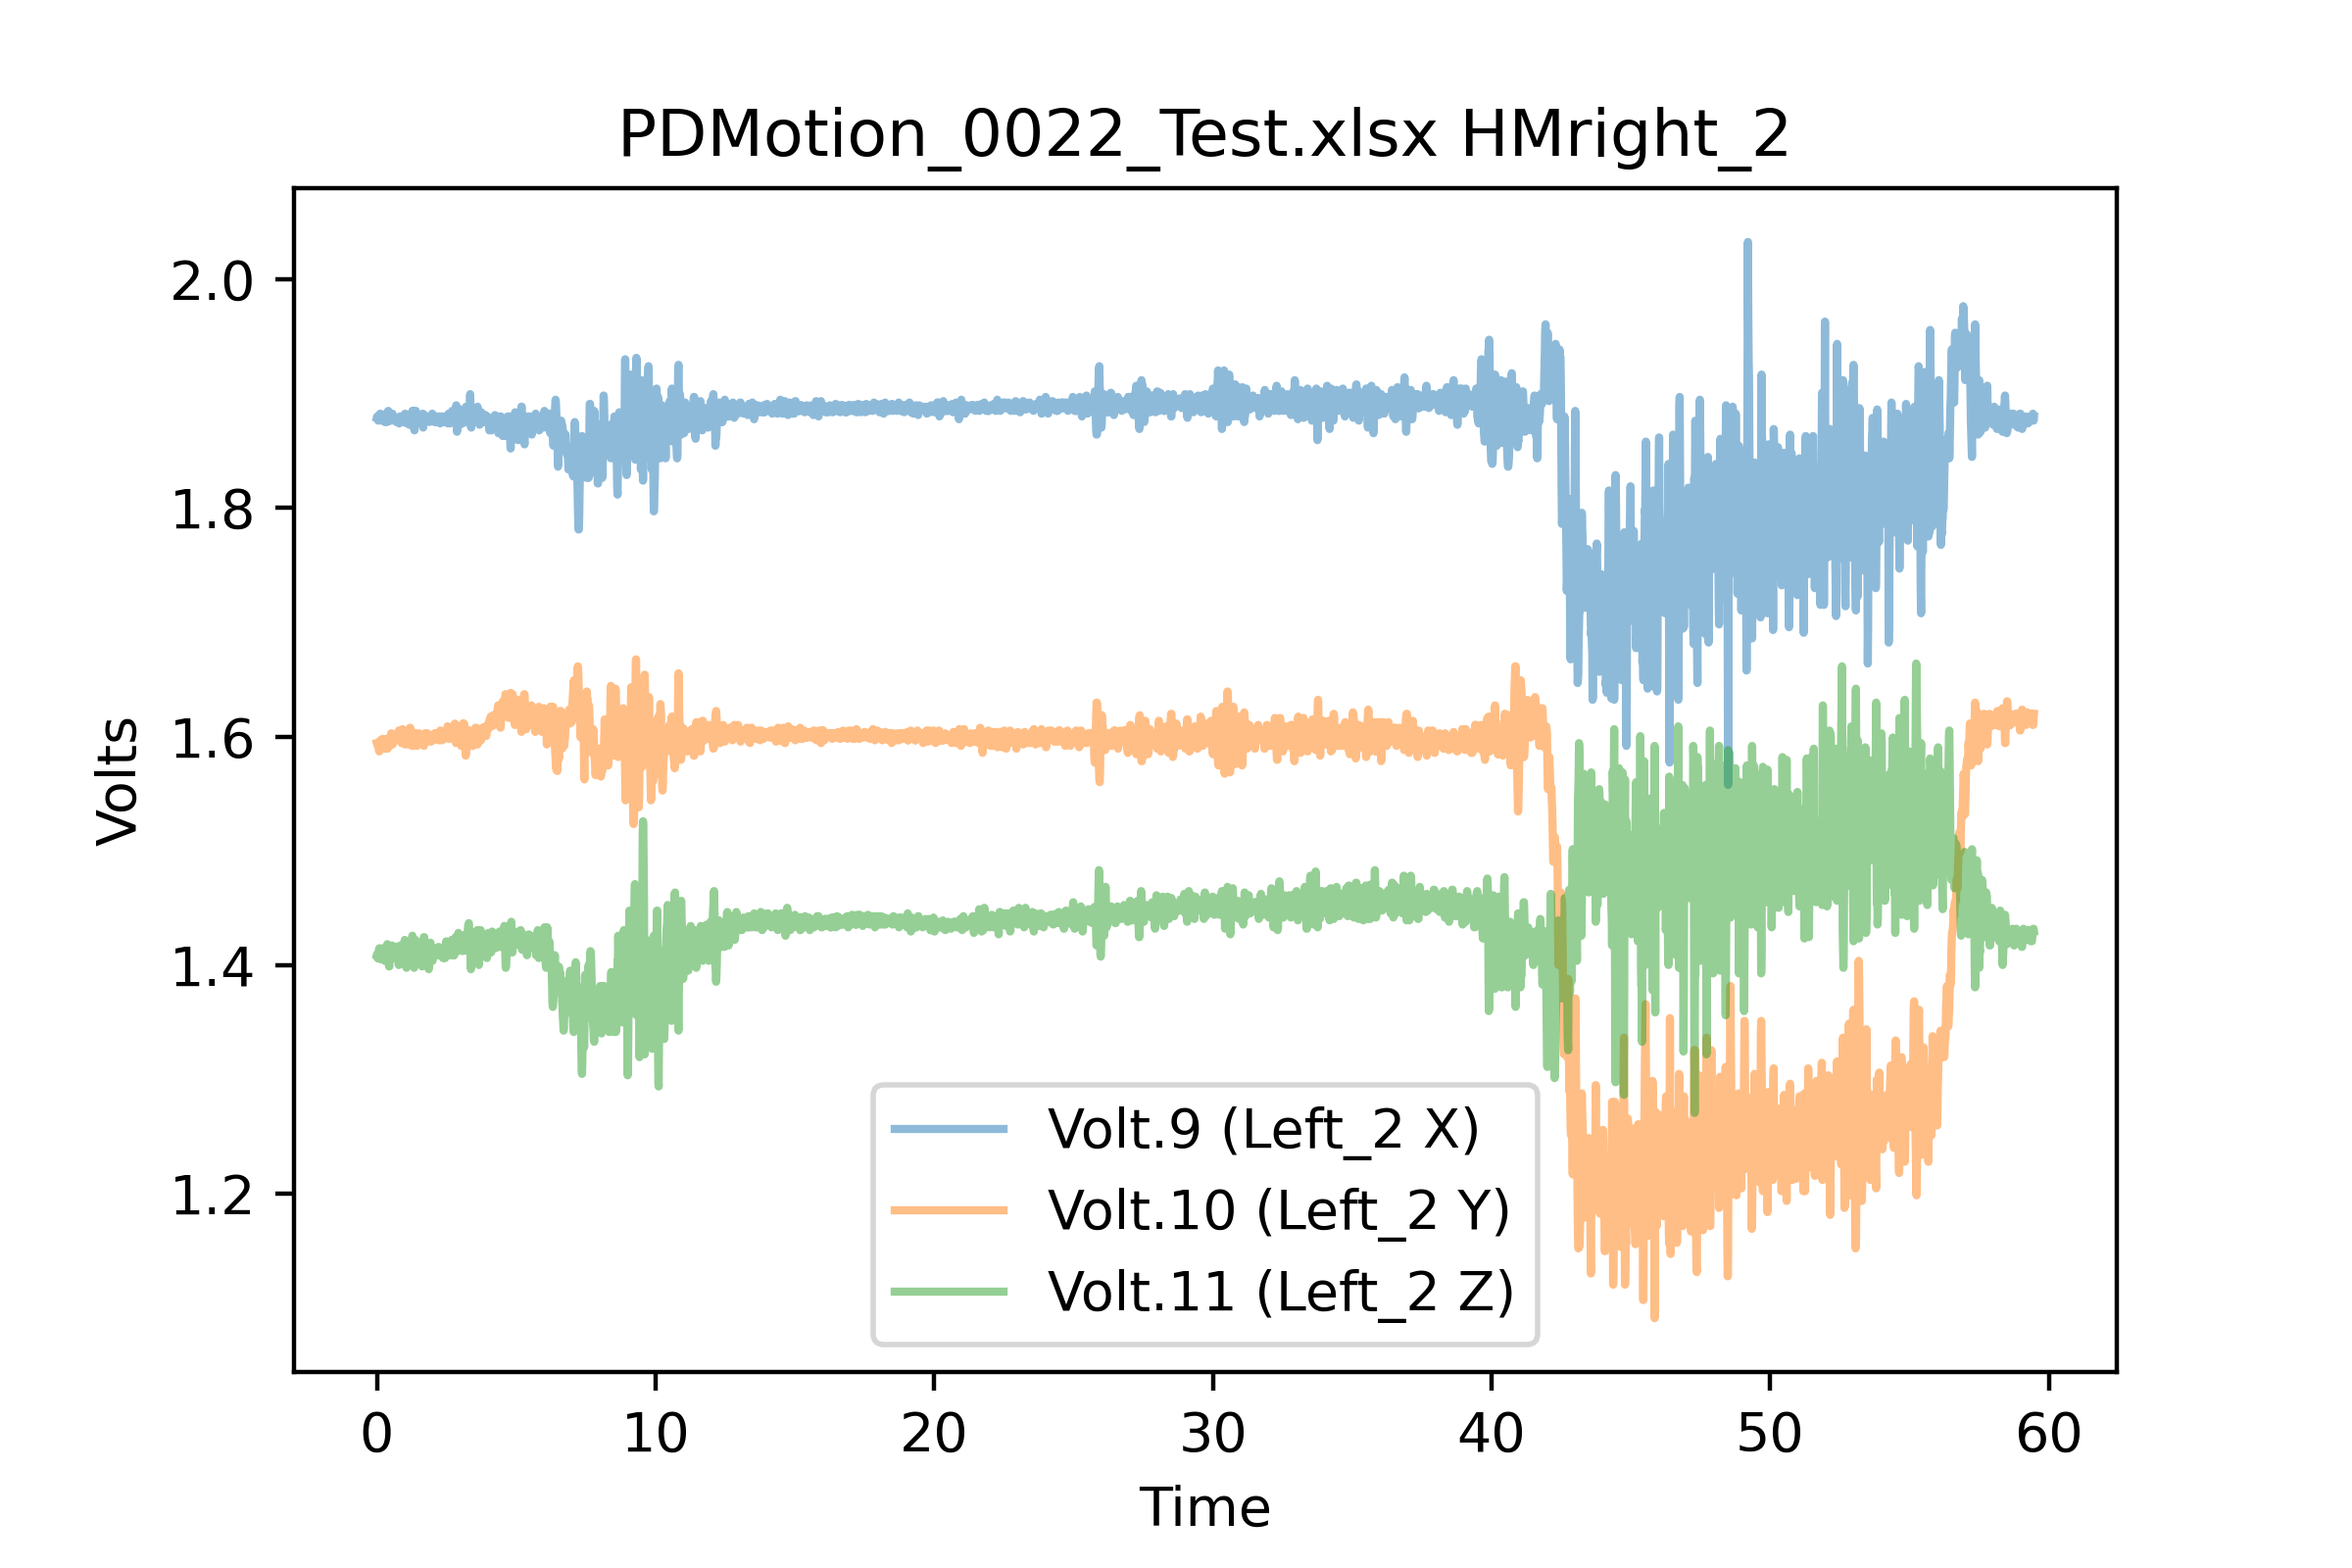 PDMotion_0022_Test.xlsx HMright_2
Volts
2.0
1.8
1.6
1.4
1.2
Volt.9 (Left_2 X)
Volt.10 (Left_2 Y)
Volt.11 (Left_2 Z)
0 10 20 30 40 50 60
Time